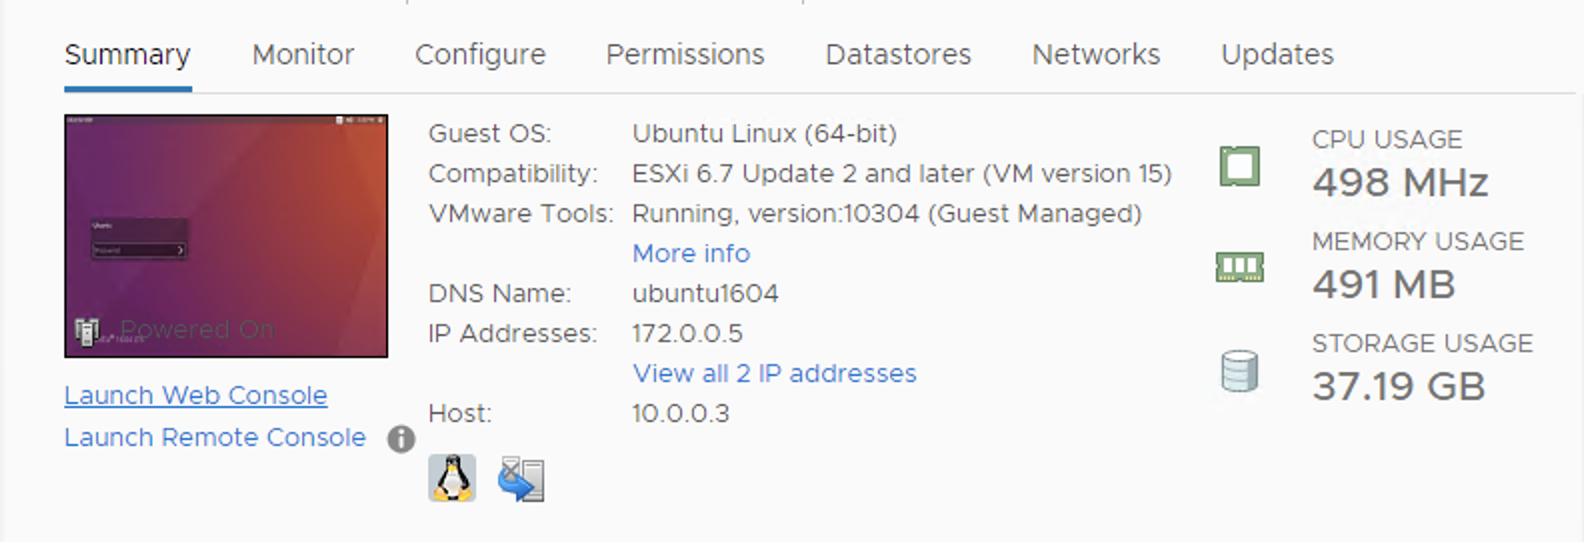 Summary Monitor Configure Permissions Datastores Networks Updates
Guest OS: Ubuntu Linux (64-bit)
Compatibility: ESXi 6.7 Update 2 and later (VM version 15)
VMware Tools: Running, version:10304 (Guest Managed)
More info
DNS Name: ubuntu1604
IP Addresses: 172.0.0.5
View all 2 IP addresses
Host: 10.0.0.3
Powered On
Launch Web Console
Launch Remote Console
CPU USAGE
498 MHz
MEMORY USAGE
491 MB
STORAGE USAGE
37.19 GB